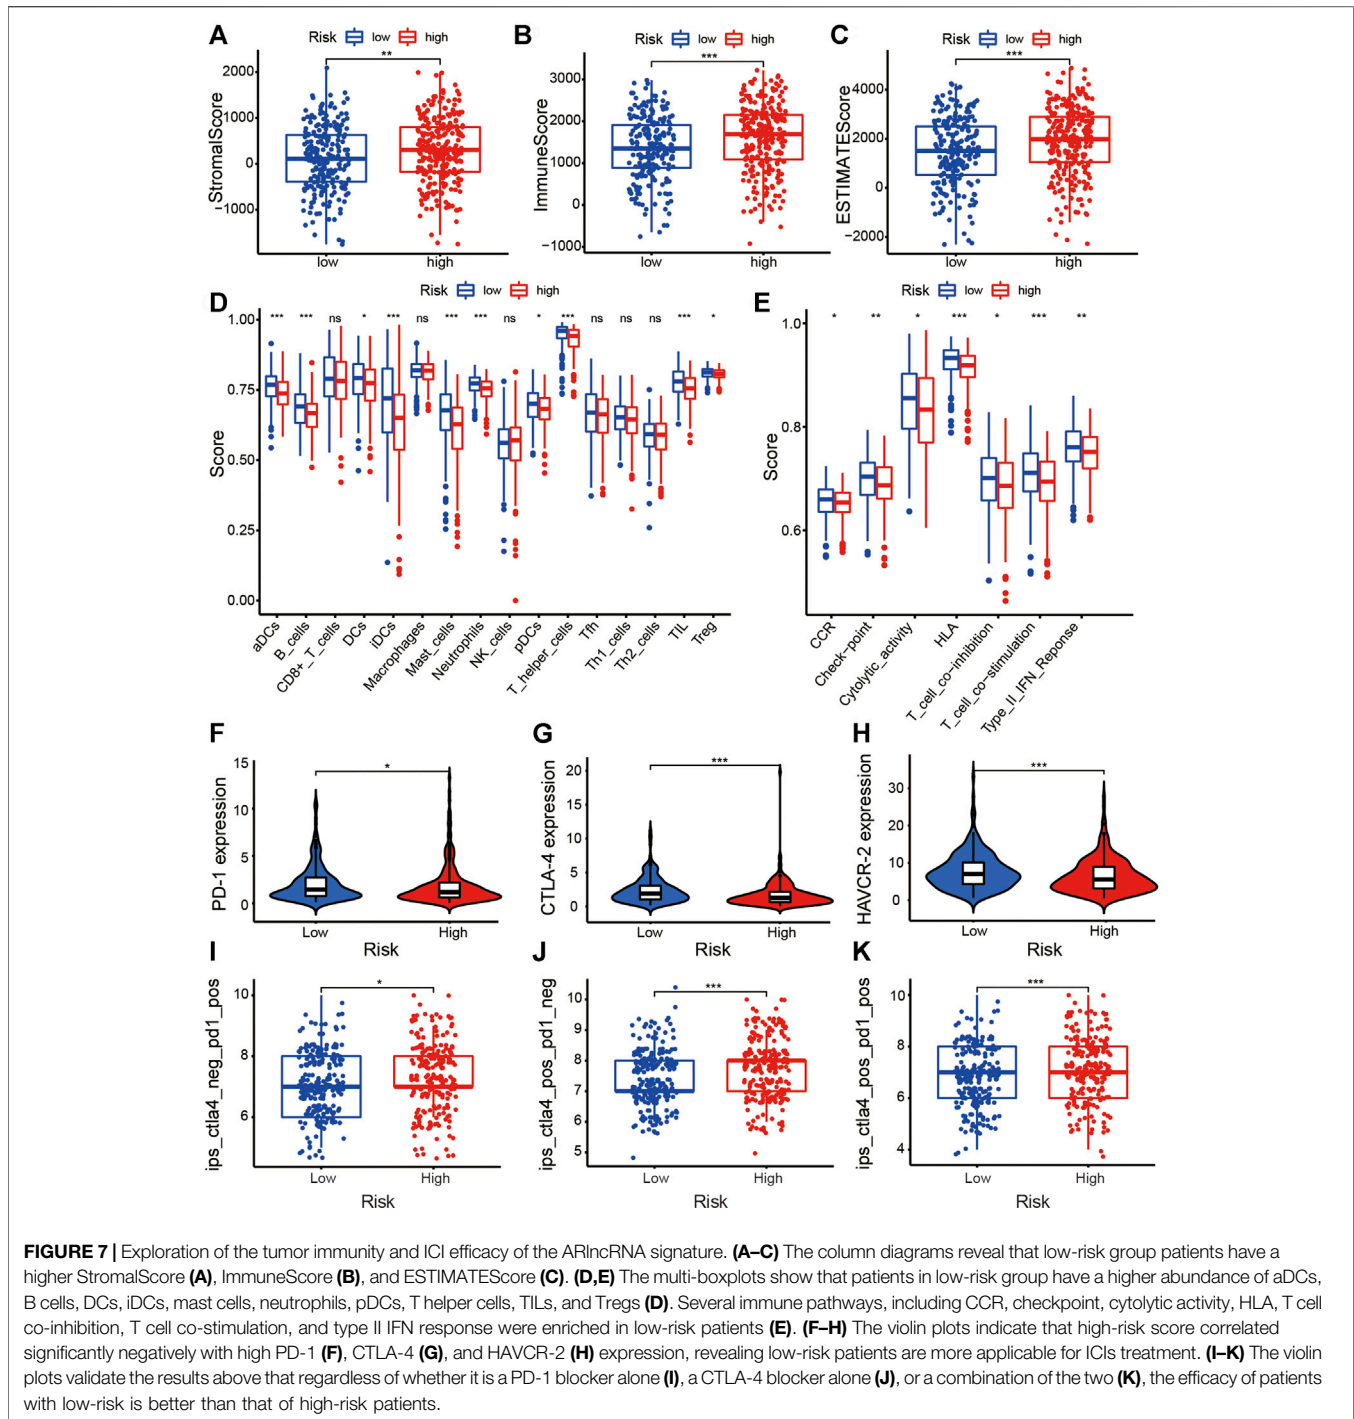 A
Risk low high
**
StromalScore
2000
1000
0
−1000
low high
B
Risk low high
***
ImmuneScore
3000
2000
1000
0
−1000
low high
C
Risk low high
***
ESTIMATEScore
4000
2000
0
−2000
low high
D
Risk low high
*** *** ns * *** ns *** *** ns * *** ns ns ns *** *
Score
1.00
0.75
0.50
0.25
0.00
aDCs
B_cells
CD8+_T_cells
DCs
iDCs
Macrophages
Mast_cells
Neutrophils
NK_cells
pDCs
T_helper_cells
Tfh
Th1_cells
Th2_cells
TIL
Treg
E
Risk low high
* ** * *** * *** **
Score
1.0
0.8
0.6
CCR
Check−point
Cytolytic_activity
HLA
T_cell_co−inhibition
T_cell_co−stimulation
Type_II_IFN_Reponse
F
*
PD-1 expression
15
10
5
0
Low High
Risk
G
***
CTLA-4 expression
20
15
10
5
0
Low High
Risk
H
***
HAVCR-2 expression
30
20
10
0
Low High
Risk
I
*
ips_ctla4_neg_pd1_pos
10
8
6
Low High
Risk
J
***
ips_ctla4_pos_pd1_neg
10
9
8
7
6
5
Low High
Risk
K
***
ips_ctla4_pos_pd1_pos
10
8
6
4
Low High
Risk
FIGURE 7 | Exploration of the tumor immunity and ICI efficacy of the ARlncRNA signature. (A–C) The column diagrams reveal that low-risk group patients have a
higher StromalScore (A), ImmuneScore (B), and ESTIMATEScore (C). (D,E) The multi-boxplots show that patients in low-risk group have a higher abundance of aDCs,
B cells, DCs, iDCs, mast cells, neutrophils, pDCs, T helper cells, TILs, and Tregs (D). Several immune pathways, including CCR, checkpoint, cytolytic activity, HLA, T cell
co-inhibition, T cell co-stimulation, and type II IFN response were enriched in low-risk patients (E). (F–H) The violin plots indicate that high-risk score correlated
significantly negatively with high PD-1 (F), CTLA-4 (G), and HAVCR-2 (H) expression, revealing low-risk patients are more applicable for ICIs treatment. (I–K) The violin
plots validate the results above that regardless of whether it is a PD-1 blocker alone (I), a CTLA-4 blocker alone (J), or a combination of the two (K), the efficacy of patients
with low-risk is better than that of high-risk patients.